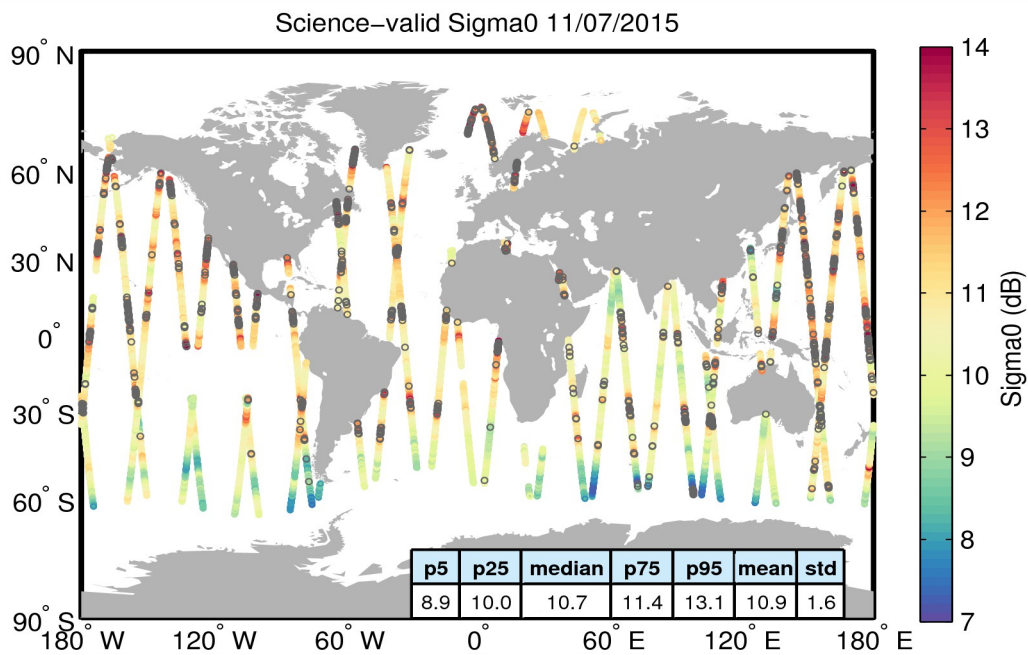 Science−valid Sigma0 11/07/2015
90° N
60° N
30° N
0°
30° S
60° S
90° S
180° W
120° W
60° W
0°
60° E
120° E
180° E
p5 p25 median p75 p95 mean std
8.9 10.0 10.7 11.4 13.1 10.9 1.6
14
13
12
11
10
9
8
7
Sigma0 (dB)